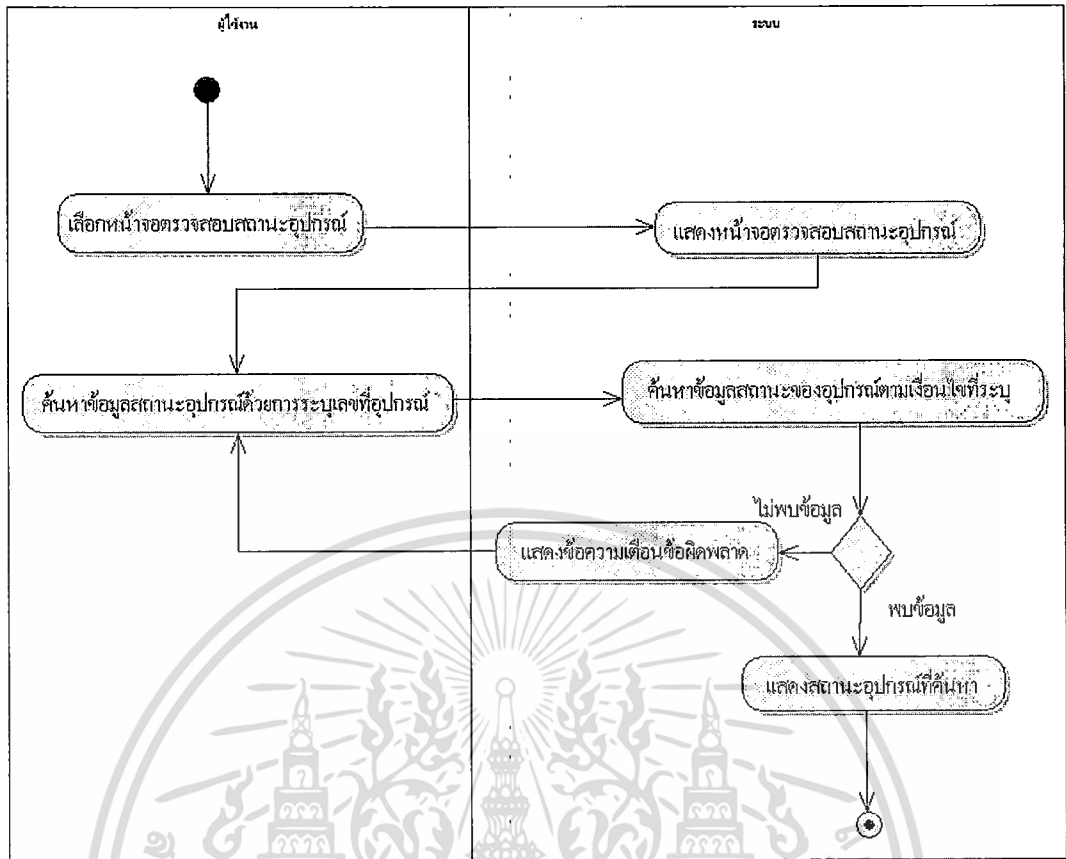 ผู้ใช้งาน
ระบบ
เลือกหน้าจอตรวจสอบสถานะอุปกรณ์
แสดงหน้าจอตรวจสอบสถานะอุปกรณ์
ค้นหาข้อมูลสถานะอุปกรณ์ด้วยการระบุเลขที่อุปกรณ์
ค้นหาข้อมูลสถานะของอุปกรณ์ตามเงื่อนไขที่ระบุ
ไม่พบข้อมูล
แสดงข้อความเตือนข้อผิดพลาด
พบข้อมูล
แสดงสถานะอุปกรณ์ที่ค้นหา